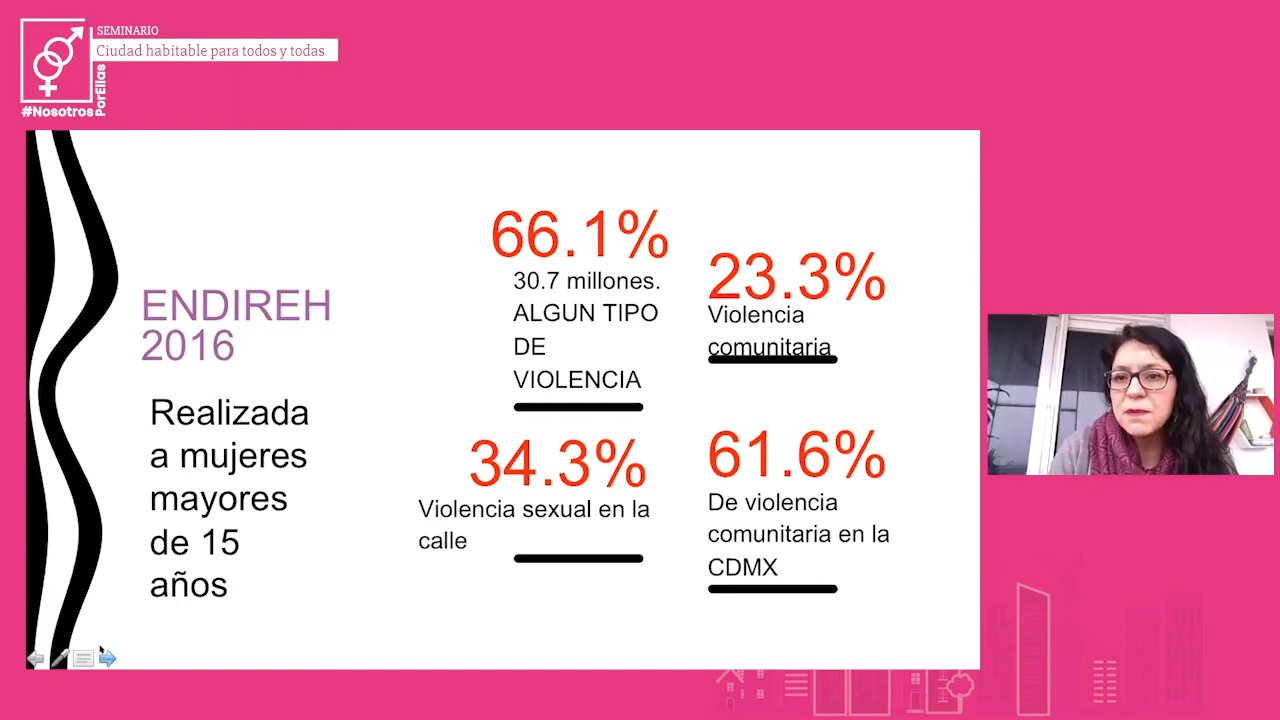 SEMINARIO
Ciudad habitable para todos y todas
#Nosotros
PorEllas
ENDIREH
2016
Realizada
a mujeres
mayores
de 15
años
66.1%
30.7 millones.
ALGUN TIPO
DE
VIOLENCIA
23.3%
Violencia
comunitaria
34.3%
Violencia sexual en la
calle
61.6%
De violencia
comunitaria en la
CDMX